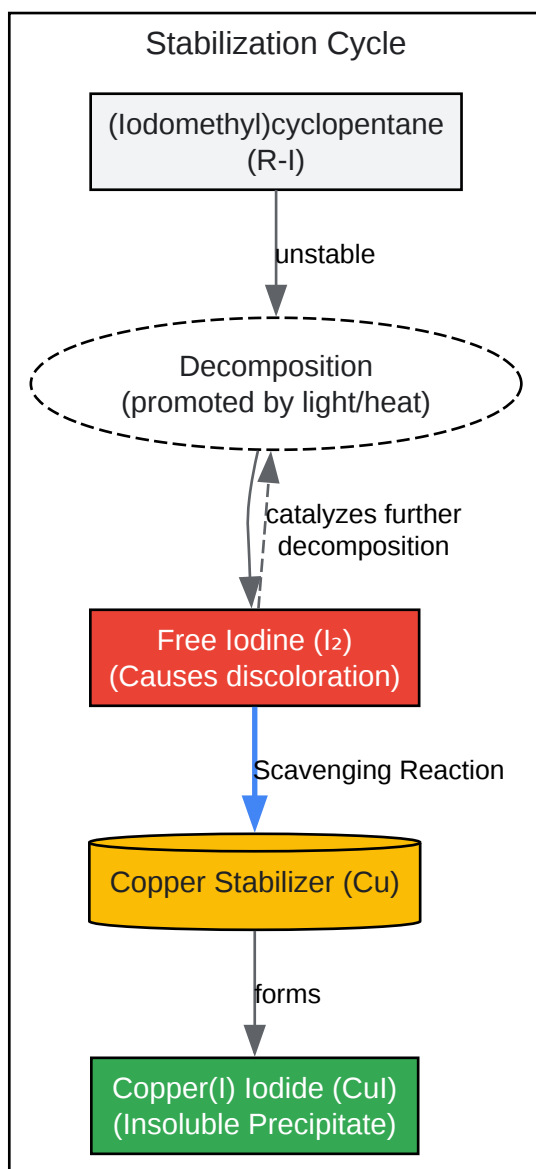 Stabilization Cycle
(Iodomethyl)cyclopentane
(R-I)
unstable
Decomposition
(promoted by light/heat)
catalyzes further
decomposition
Free Iodine (I₂)
(Causes discoloration)
Scavenging Reaction
Copper Stabilizer (Cu)
forms
Copper(I) Iodide (CuI)
(Insoluble Precipitate)